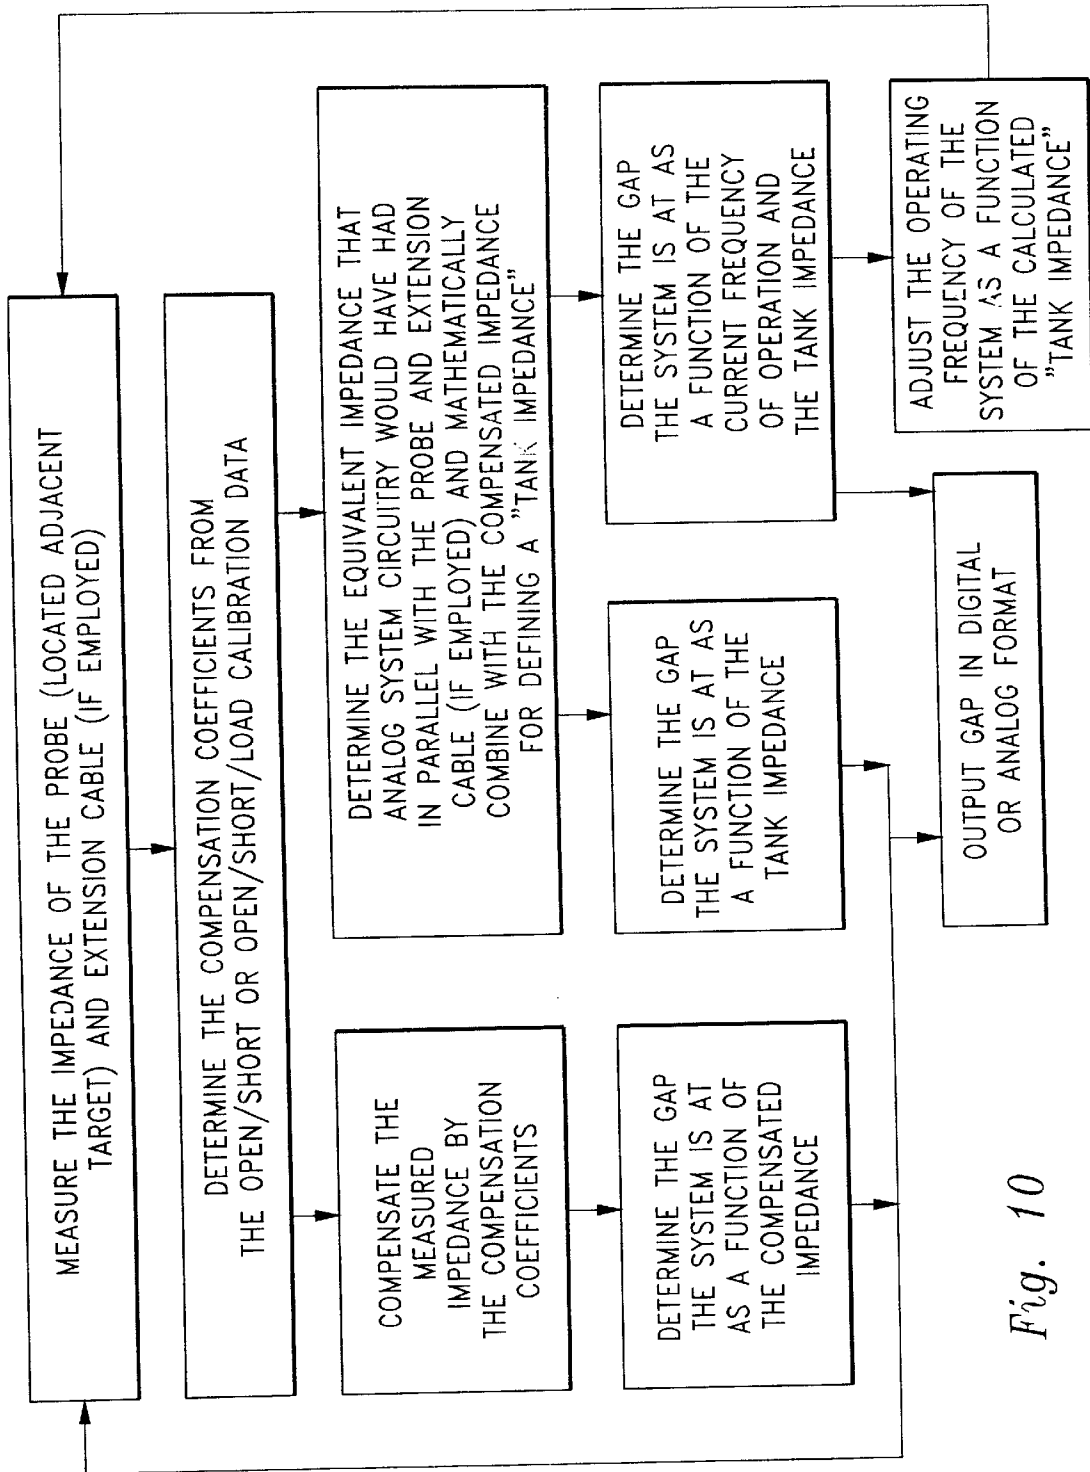 MEASURE THE IMPEDANCE OF THE PROBE (LOCATED ADJACENT
TARGET) AND EXTENSION CABLE (IF EMPLOYED)
DETERMINE THE COMPENSATION COEFFICIENTS FROM
THE OPEN/SHORT OR OPEN/SHORT/LOAD CALIBRATION DATA
COMPENSATE THE
MEASURED
IMPEDANCE BY
THE COMPENSATION
COEFFICIENTS
DETERMINE THE EQUIVALENT IMPEDANCE THAT
ANALOG SYSTEM CIRCUITRY WOULD HAVE HAD
IN PARALLEL WITH THE PROBE AND EXTENSION
CABLE (IF EMPLOYED) AND MATHEMATICALLY
COMBINE WITH THE COMPENSATED IMPEDANCE
FOR DEFINING A "TANK IMPEDANCE"
DETERMINE THE GAP
THE SYSTEM IS AT
AS A FUNCTION OF
THE COMPENSATED
IMPEDANCE
DETERMINE THE GAP
THE SYSTEM IS AT AS
A FUNCTION OF THE
TANK IMPEDANCE
DETERMINE THE GAP
THE SYSTEM IS AT AS
A FUNCTION OF THE
CURRENT FREQUENCY
OF OPERATION AND
THE TANK IMPEDANCE
OUTPUT GAP IN DIGITAL
OR ANALOG FORMAT
ADJUST THE OPERATING
FREQUENCY OF THE
SYSTEM AS A FUNCTION
OF THE CALCULATED
"TANK IMPEDANCE"
Fig. 10